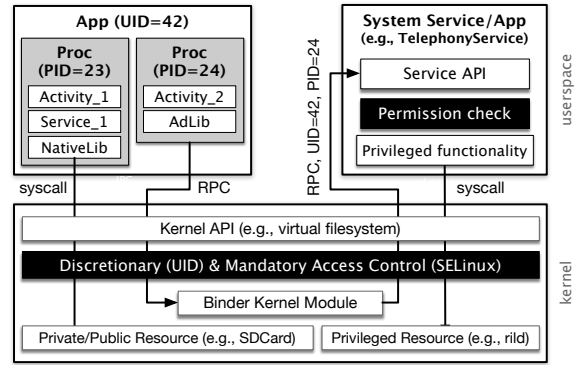 App (UID=42)
Proc
(PID=23)
Activity_1
Service_1
NativeLib
Proc
(PID=24)
Activity_2
AdLib
System Service/App
(e.g., TelephonyService)
Service API
Permission check
Privileged functionality
userspace
RPC, UID=42, PID=24
syscall
RPC
syscall
Kernel API (e.g., virtual filesystem)
Discretionary (UID) & Mandatory Access Control (SELinux)
Binder Kernel Module
Private/Public Resource (e.g., SDCard)
Privileged Resource (e.g., rild)
kernel